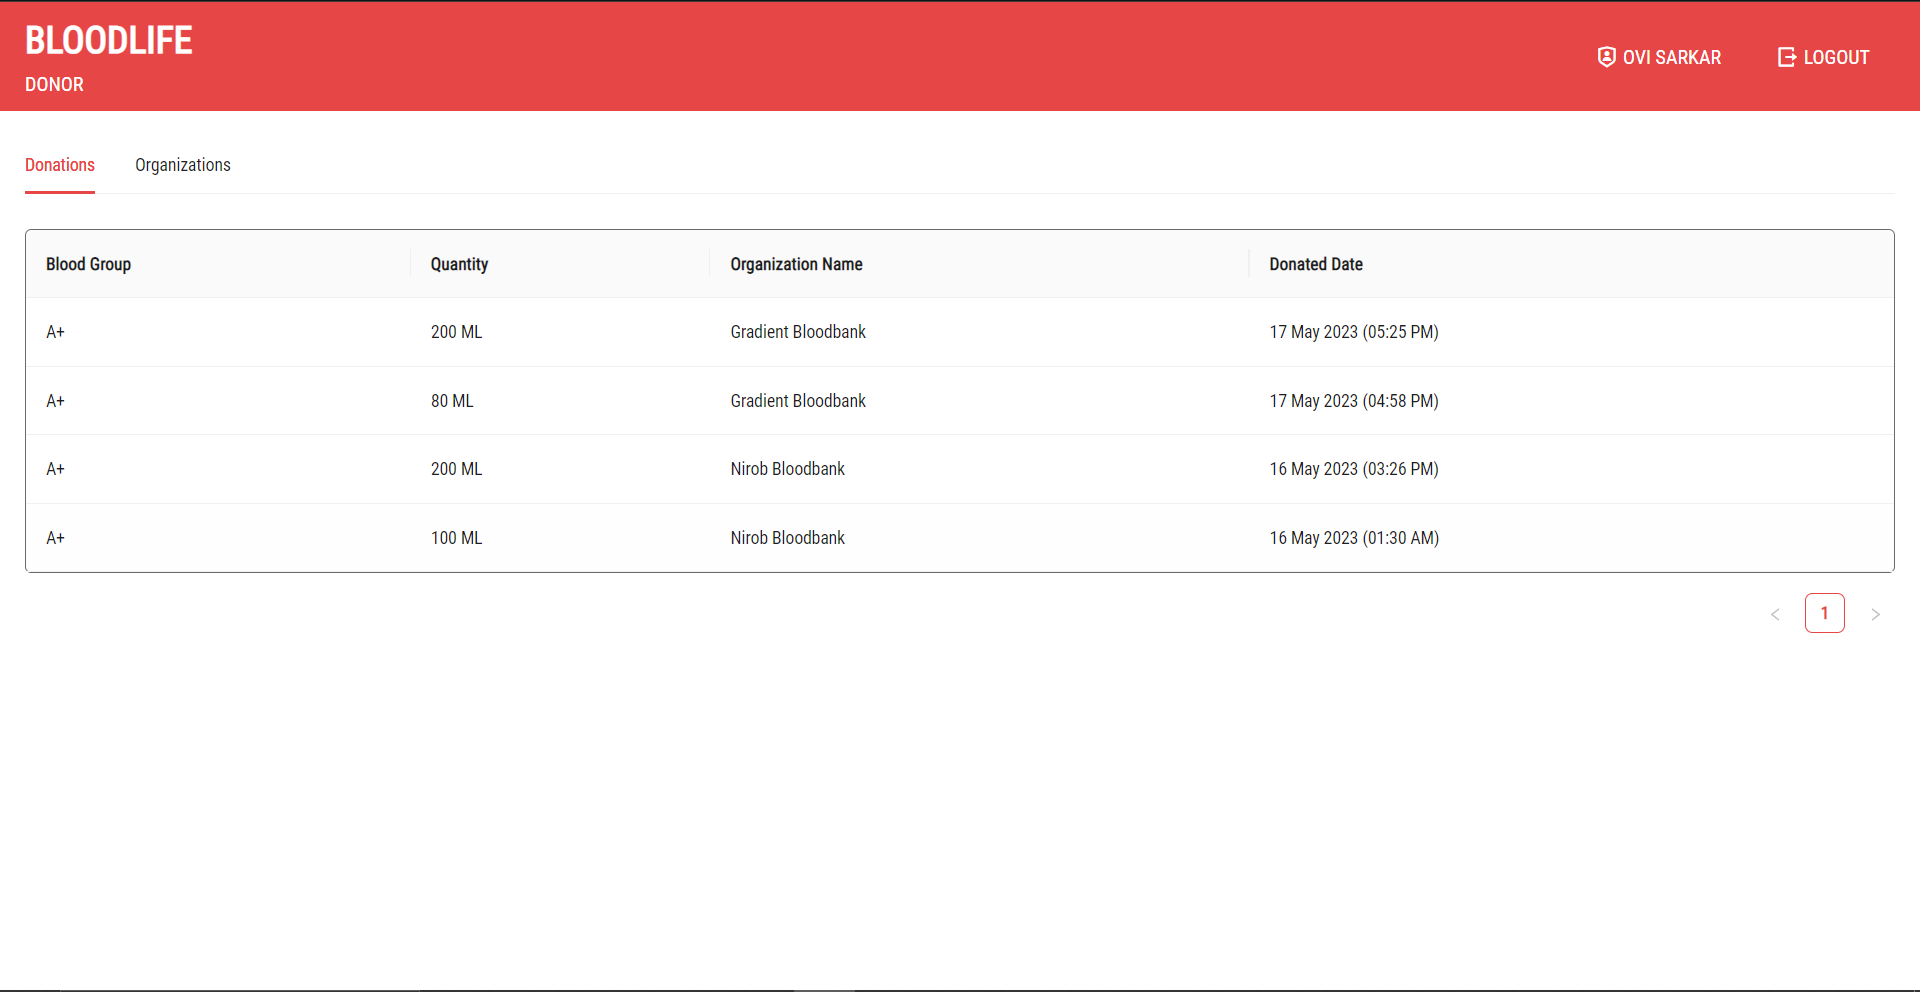 BLOODLIFE
DONOR
OVI SARKAR LOGOUT
Donations Organizations
Blood Group Quantity Organization Name Donated Date
A+ 200 ML Gradient Bloodbank 17 May 2023 (05:25 PM)
A+ 80 ML Gradient Bloodbank 17 May 2023 (04:58 PM)
A+ 200 ML Nirob Bloodbank 16 May 2023 (03:26 PM)
A+ 100 ML Nirob Bloodbank 16 May 2023 (01:30 AM)
1